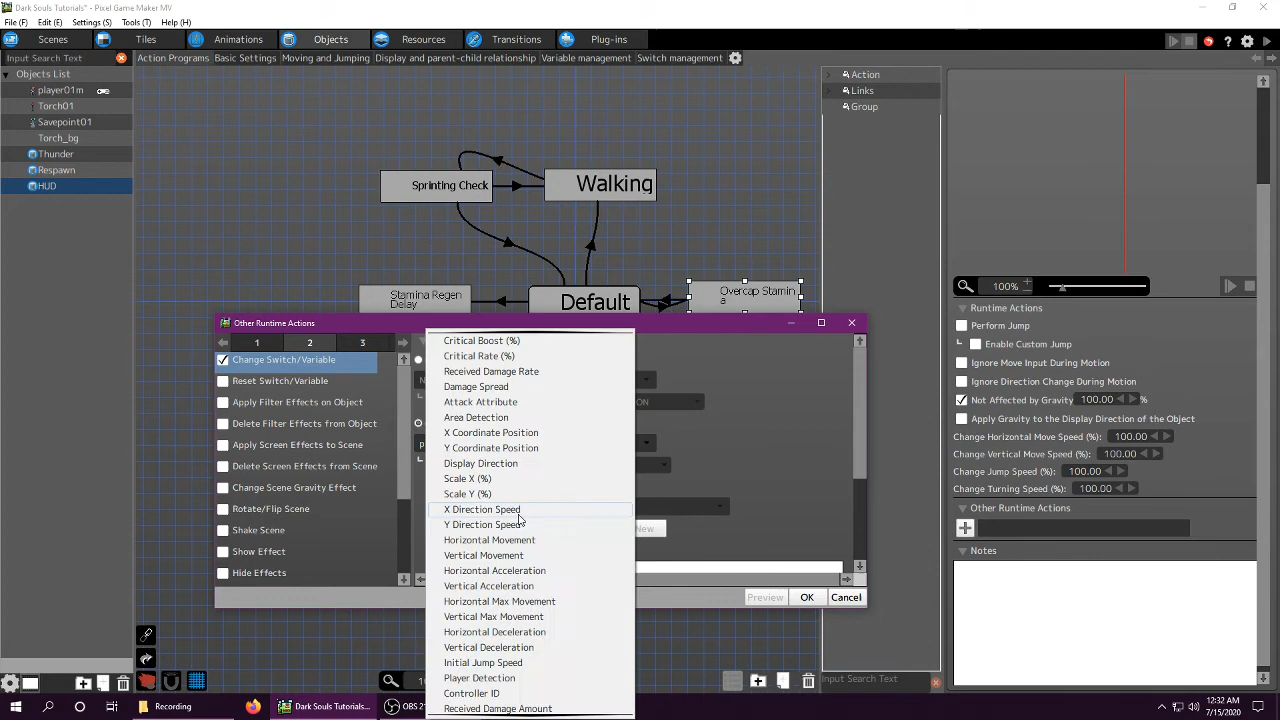 Dark Souls Tutorials* - Pixel Game Maker MV
File (F) Edit (E) Settings (S) Tools (T) Help (H)
Scenes Tiles Animations Objects Resources Transitions Plug-ins
Input Search Text
Action Programs Basic Settings Moving and Jumping Display and parent-child relationship Variable management Switch management
Objects List
player01m
Torch01
Savepoint01
Torch_bg
Thunder
Respawn
HUD
Sprinting Check
Walking
Stamina Regen
Delay
Default
Overcap Stamin
a
Action
Links
Group
Other Runtime Actions
1 2 3
Change Switch/Variable
Reset Switch/Variable
Apply Filter Effects on Object
Delete Filter Effects from Object
Apply Screen Effects to Scene
Delete Screen Effects from Scene
Change Scene Gravity Effect
Rotate/Flip Scene
Shake Scene
Show Effect
Hide Effects
Critical Boost (%)
Critical Rate (%)
Received Damage Rate
Damage Spread
Attack Attribute
Area Detection
X Coordinate Position
Y Coordinate Position
Display Direction
Scale X (%)
Scale Y (%)
X Direction Speed
Y Direction Speed
Horizontal Movement
Vertical Movement
Horizontal Acceleration
Vertical Acceleration
Horizontal Max Movement
Vertical Max Movement
Horizontal Deceleration
Vertical Deceleration
Initial Jump Speed
Player Detection
Controller ID
Received Damage Amount
ON
New
Preview OK Cancel
100%
Runtime Actions
Perform Jump
Enable Custom Jump
Ignore Move Input During Motion
Ignore Direction Change During Motion
Not Affected by Gravity 100.00 %
Apply Gravity to the Display Direction of the Object
Change Horizontal Move Speed (%): 100.00
Change Vertical Move Speed (%): 100.00
Change Jump Speed (%): 100.00
Change Turning Speed (%): 100.00
Other Runtime Actions
Notes
Input Search Text
Recording
Dark Souls Tutorials...
OBS 2
12:32 AM
7/15/2020